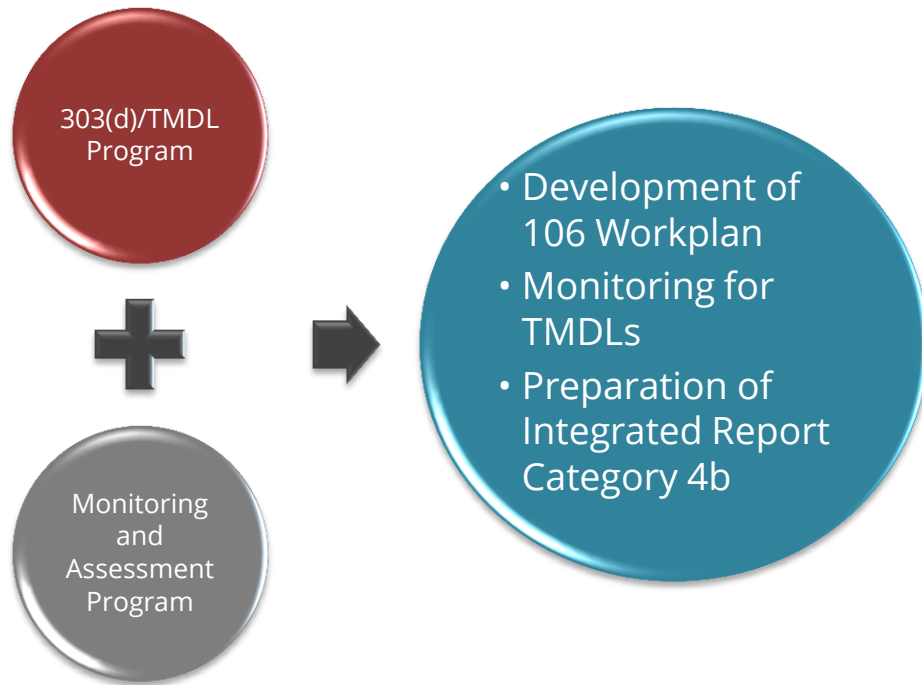 303(d)/TMDL
Program
Monitoring
and
Assessment
Program
• Development of
106 Workplan
• Monitoring for
TMDLs
• Preparation of
Integrated Report
Category 4b